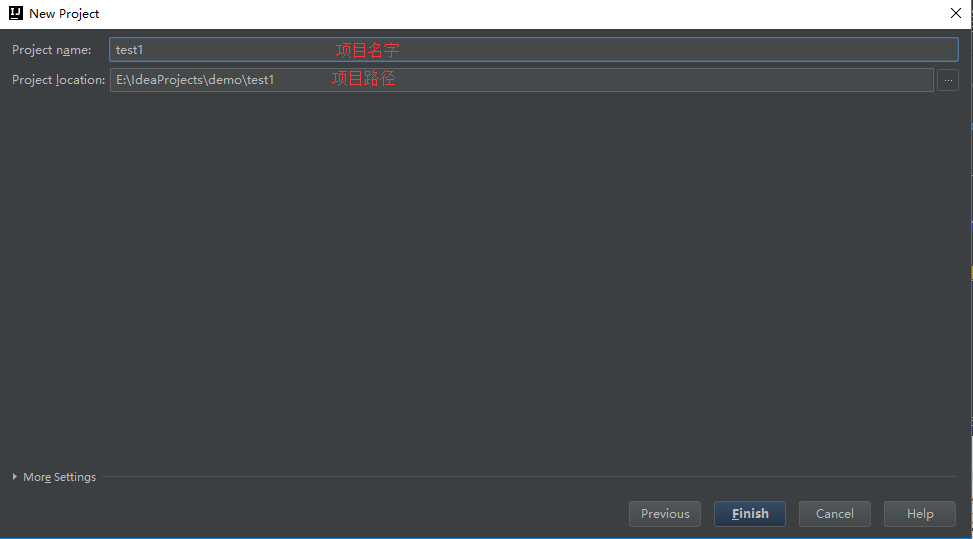 IJ New Project
Project name: test1 项目名字
Project location: E:\IdeaProjects\demo\test1 项目路径 ...
More Settings
Previous Finish Cancel Help